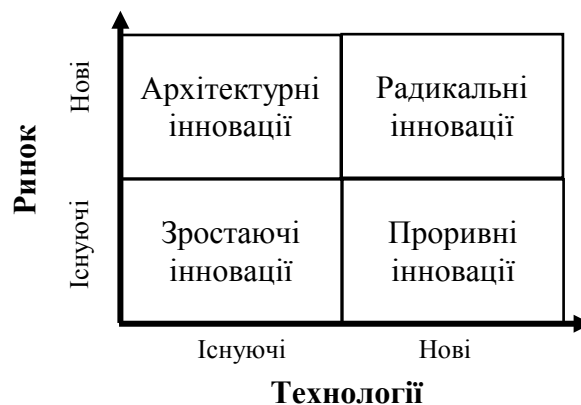 Ринок
Нові
Існуючі
Архітектурні
інновації
Радикальні
інновації
Зростаючі
інновації
Проривні
інновації
Існуючі
Нові
Технології